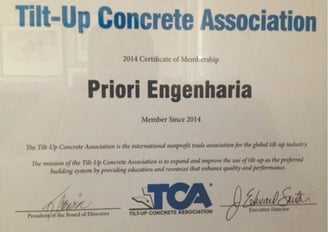 Tilt-Up Concrete Association
2014 Certificate of Membership
Priori Engenharia
Member Since 2014
The Tilt-Up Concrete Association is the international nonprofit trade association for the global tilt-up industry.
The mission of the Tilt-Up Concrete Association is to expand and improve the use of tilt-up as the preferred
building system by providing education and resources that enhance quality and performance.
TCA
TILT-UP CONCRETE ASSOCIATION
President of the Board of Directors
Executive Director